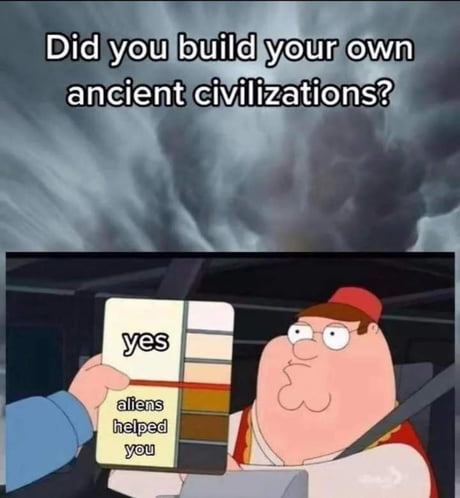 Did you build your own
ancient civilizations?
yes
aliens
helped
you